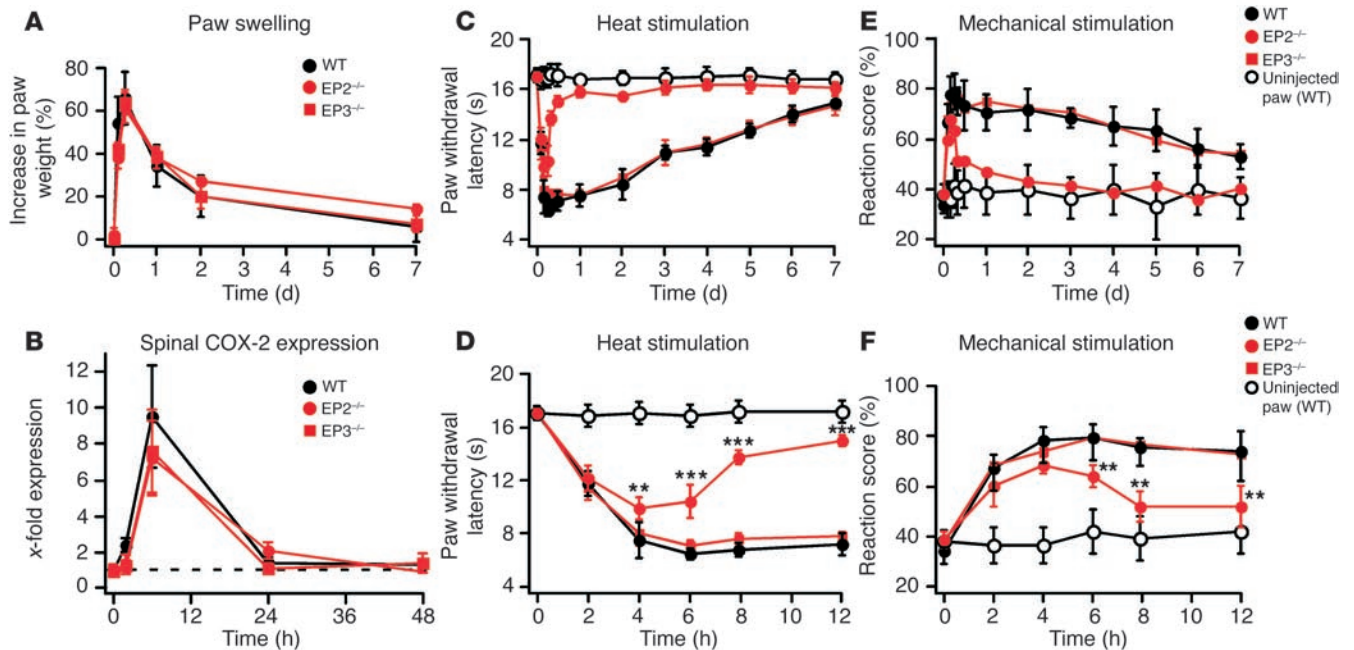 A
Paw swelling
WT
EP2–/–
EP3–/–
Increase in paw
weight (%)
80
60
40
20
0
0 1 2 3 4 5 6 7
Time (d)
C
Heat stimulation
Paw withdrawal
latency (s)
20
16
12
8
4
0 1 2 3 4 5 6 7
Time (d)
E
Mechanical stimulation
WT
EP2–/–
EP3–/–
Uninjected
paw (WT)
Reaction score (%)
100
80
60
40
20
0 1 2 3 4 5 6 7
Time (d)
B
Spinal COX-2 expression
WT
EP2–/–
EP3–/–
x-fold expression
12
10
8
6
4
2
0
0 12 24 36 48
Time (h)
D
Heat stimulation
Paw withdrawal
latency (s)
20
16
12
8
4
** *** *** ***
0 2 4 6 8 10 12
Time (h)
F
Mechanical stimulation
WT
EP2–/–
EP3–/–
Uninjected
paw (WT)
Reaction score (%)
100
80
60
40
20
** ** **
0 2 4 6 8 10 12
Time (h)